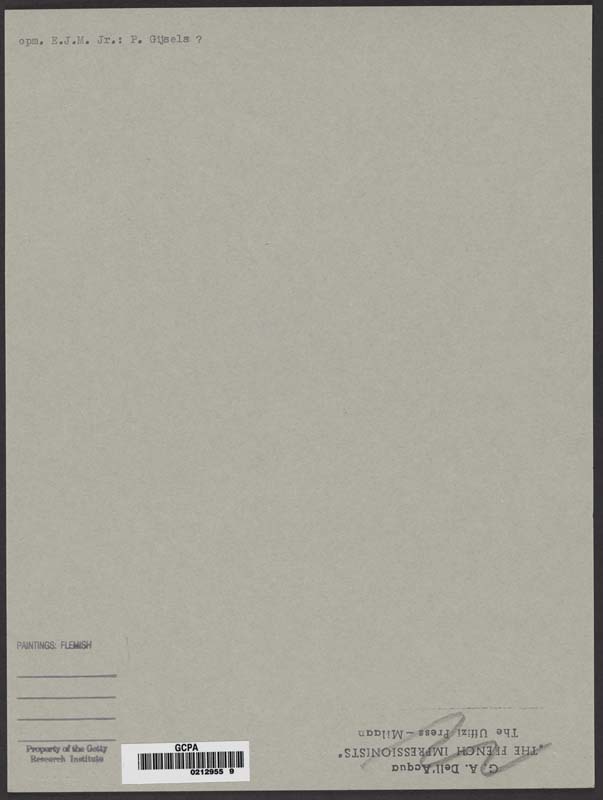 opm. E.J.M. Jr.: P. Gijsels ?
PAINTINGS: FLEMISH
Property of the Getty
Research Institute
GCPA
0212955 9
G. A. Dell'Acqua
"THE FRENCH IMPRESSIONISTS"
The Uffizi Press - Milan